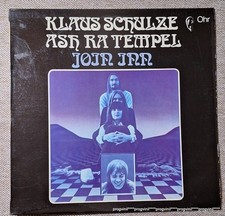 KLAUS SCHULZE
ASH RA TEMPEL
JOIN INN
Ohr